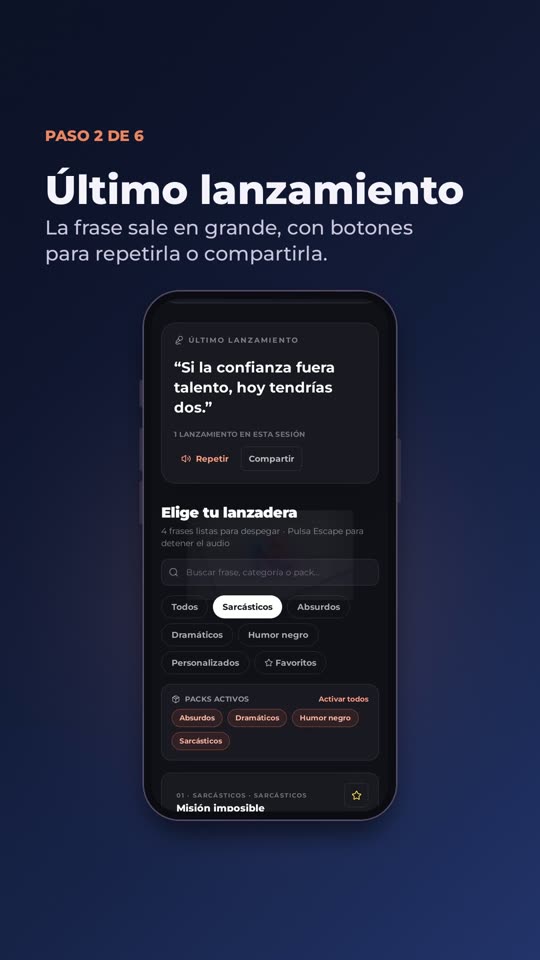 PASO 2 DE 6
Último lanzamiento
La frase sale en grande, con botones
para repetirla o compartirla.
ÚLTIMO LANZAMIENTO
“Si la confianza fuera
talento, hoy tendrías
dos.”
1 LANZAMIENTO EN ESTA SESIÓN
Repetir Compartir
Elige tu lanzadera
4 frases listas para despegar · Pulsa Escape para
detener el audio
Buscar frase, categoría o pack...
Todos Sarcásticos Absurdos
Dramáticos Humor negro
Personalizados Favoritos
PACKS ACTIVOS Activar todos
Absurdos Dramáticos Humor negro
Sarcásticos
01 · SARCÁSTICOS · SARCÁSTICOS
Misión imposible